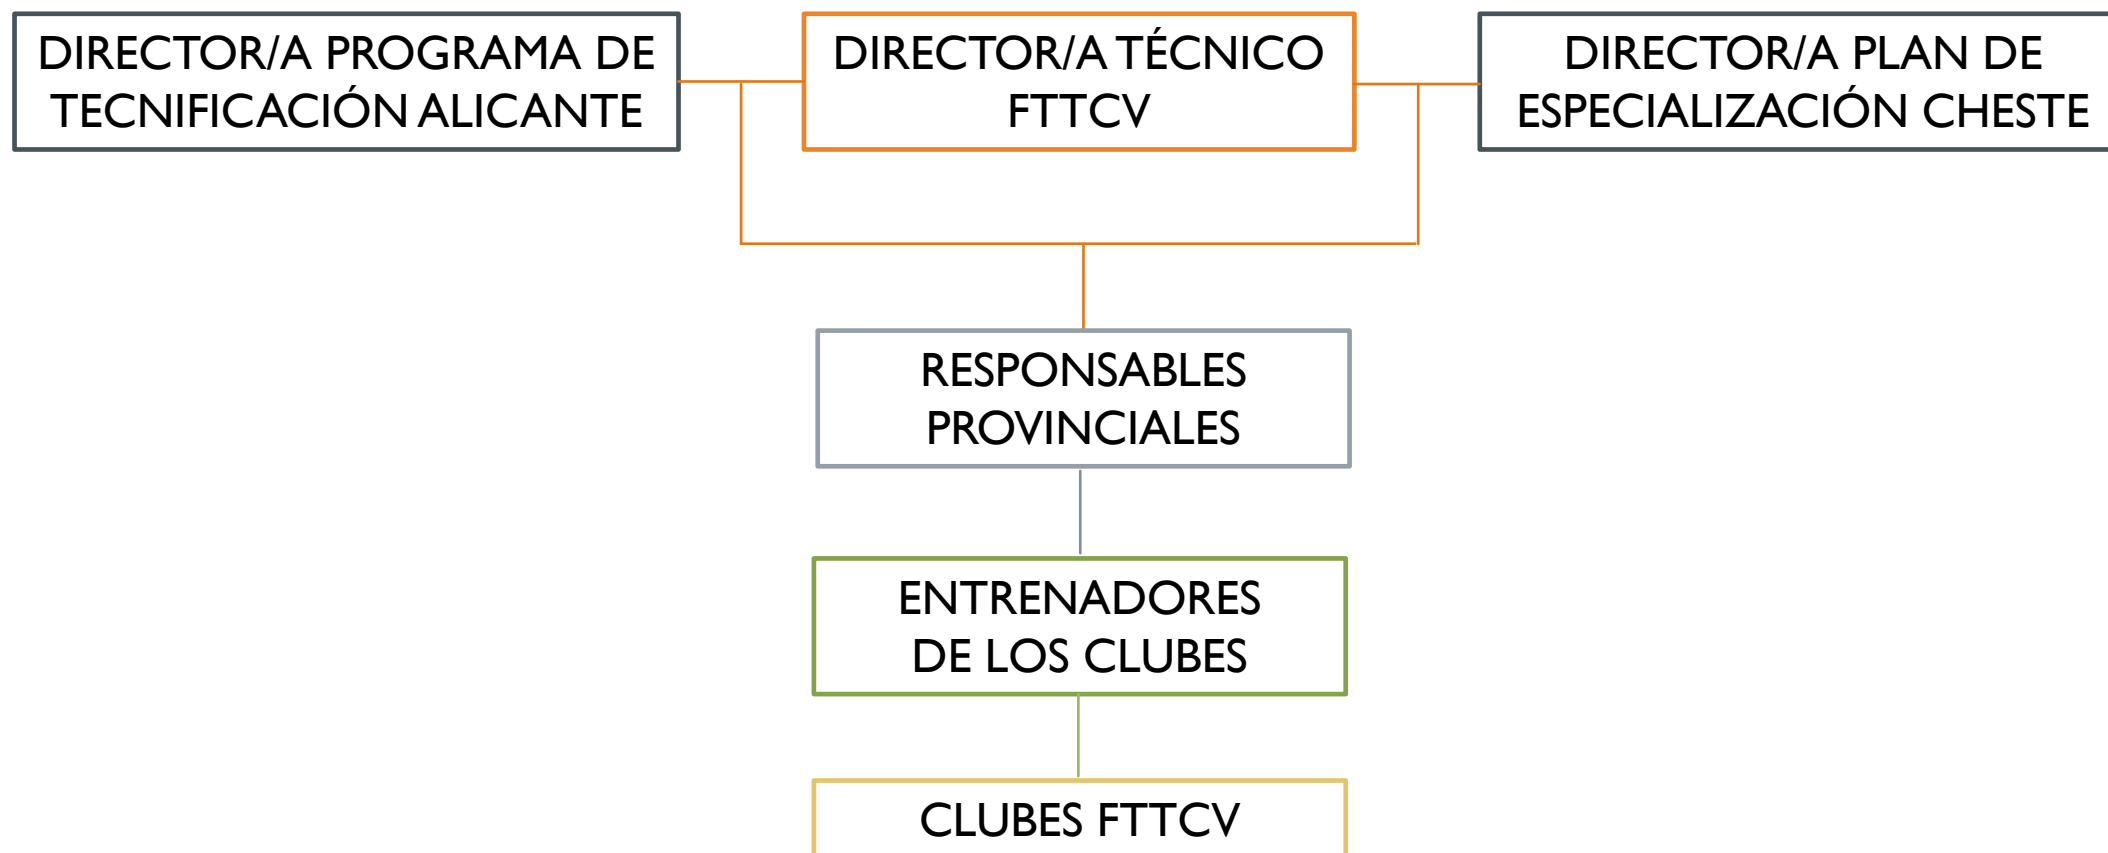 DIRECTOR/A PROGRAMA DE
TECNIFICACIÓN ALICANTE
DIRECTOR/A TÉCNICO
FTTCV
DIRECTOR/A PLAN DE
ESPECIALIZACIÓN CHESTE
RESPONSABLES
PROVINCIALES
ENTRENADORES
DE LOS CLUBES
CLUBES FTTCV